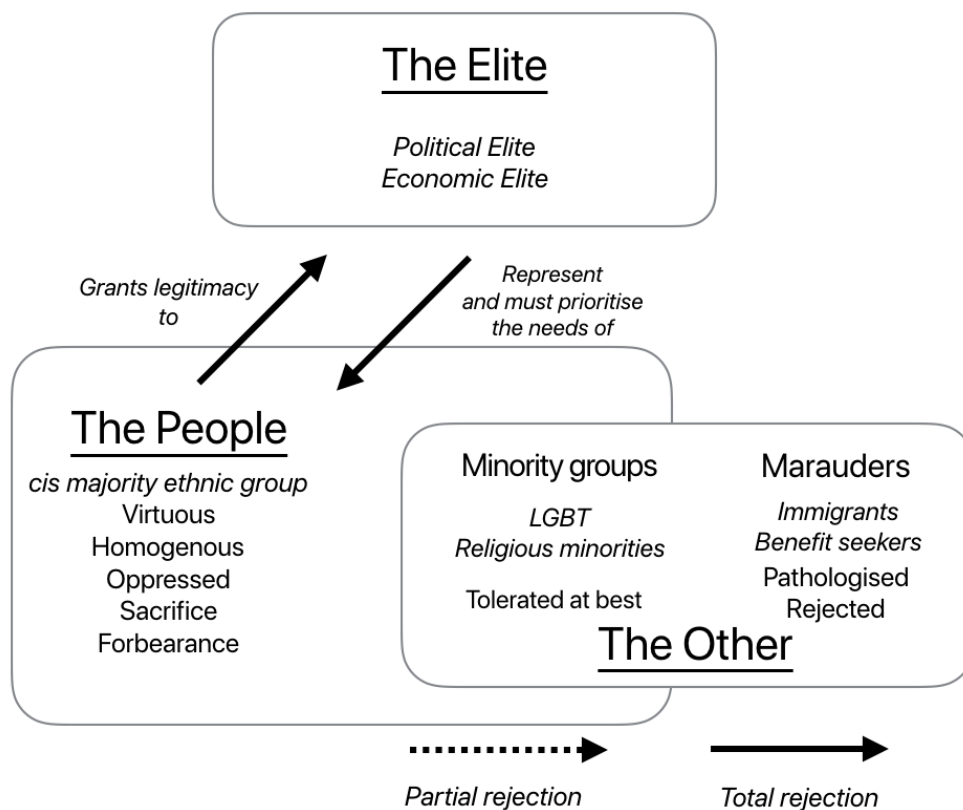 The Elite
Political Elite
Economic Elite
Grants legitimacy
to
Represent
and must prioritise
the needs of
The People
cis majority ethnic group
Virtuous
Homogenous
Oppressed
Sacrifice
Forbearance
Minority groups
LGBT
Religious minorities
Tolerated at best
Marauders
Immigrants
Benefit seekers
Pathologised
Rejected
The Other
Partial rejection
Total rejection